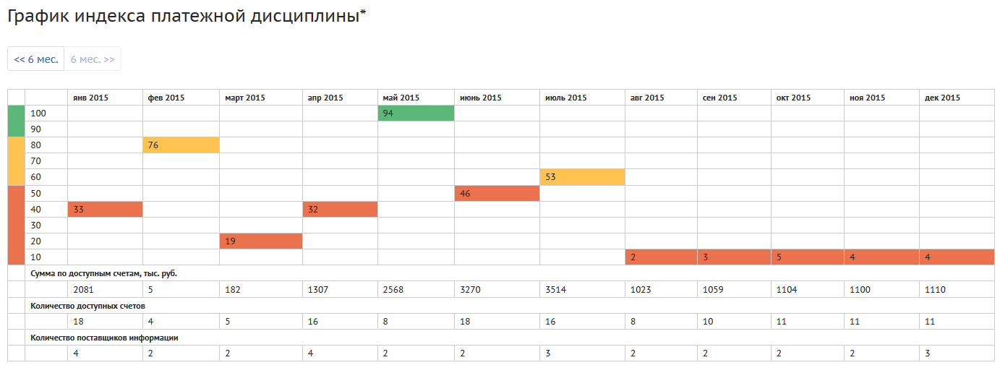 График индекса платежной дисциплины*
<< 6 мес. 6 мес. >>
янв 2015 фев 2015 март 2015 апр 2015 май 2015 июнь 2015 июль 2015 авг 2015 сен 2015 окт 2015 ноя 2015 дек 2015
100 94
90
80 76
70
60 53
50 46
40 33 32
30
20 19
10 2 3 5 4 4
Сумма по доступным счетам, тыс. руб.
2081 5 182 1307 2568 3270 3514 1023 1059 1104 1100 1110
Количество доступных счетов
18 4 5 16 8 18 16 8 10 11 11 11
Количество поставщиков информации
4 2 2 4 2 2 3 2 2 2 2 3